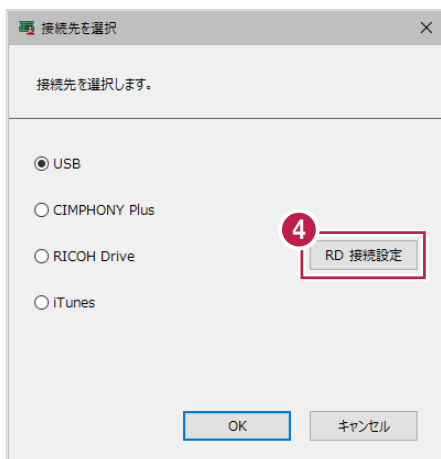 接続先を選択
接続先を選択します。
USB
CIMPHONY Plus
4
RICOH Drive
RD 接続設定
iTunes
OK
キャンセル